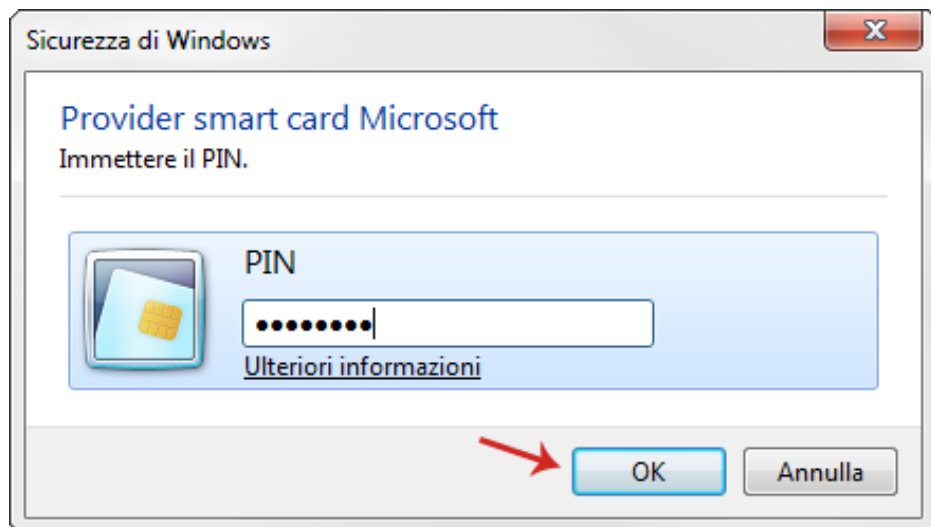 Sicurezza di Windows
X
Provider smart card Microsoft
Immettere il PIN.
PIN
●●●●●●●●
Ulteriori informazioni
OK Annulla